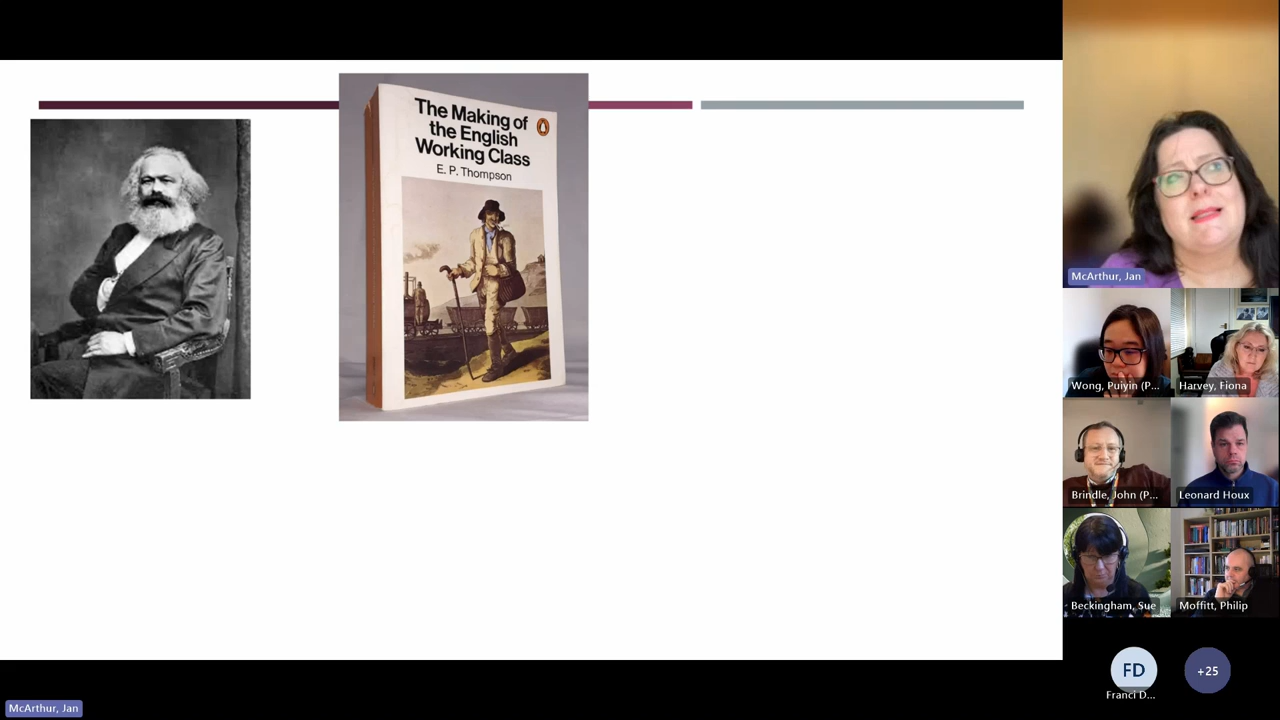 The Making of
the English
Working Class
E. P. Thompson
McArthur, Jan
Wong, Puiyin (P...
Harvey, Fiona
Brindle, John (P...
Leonard Houx
Beckingham, Sue
Moffitt, Philip
FD
+25
Franci D...
McArthur, Jan